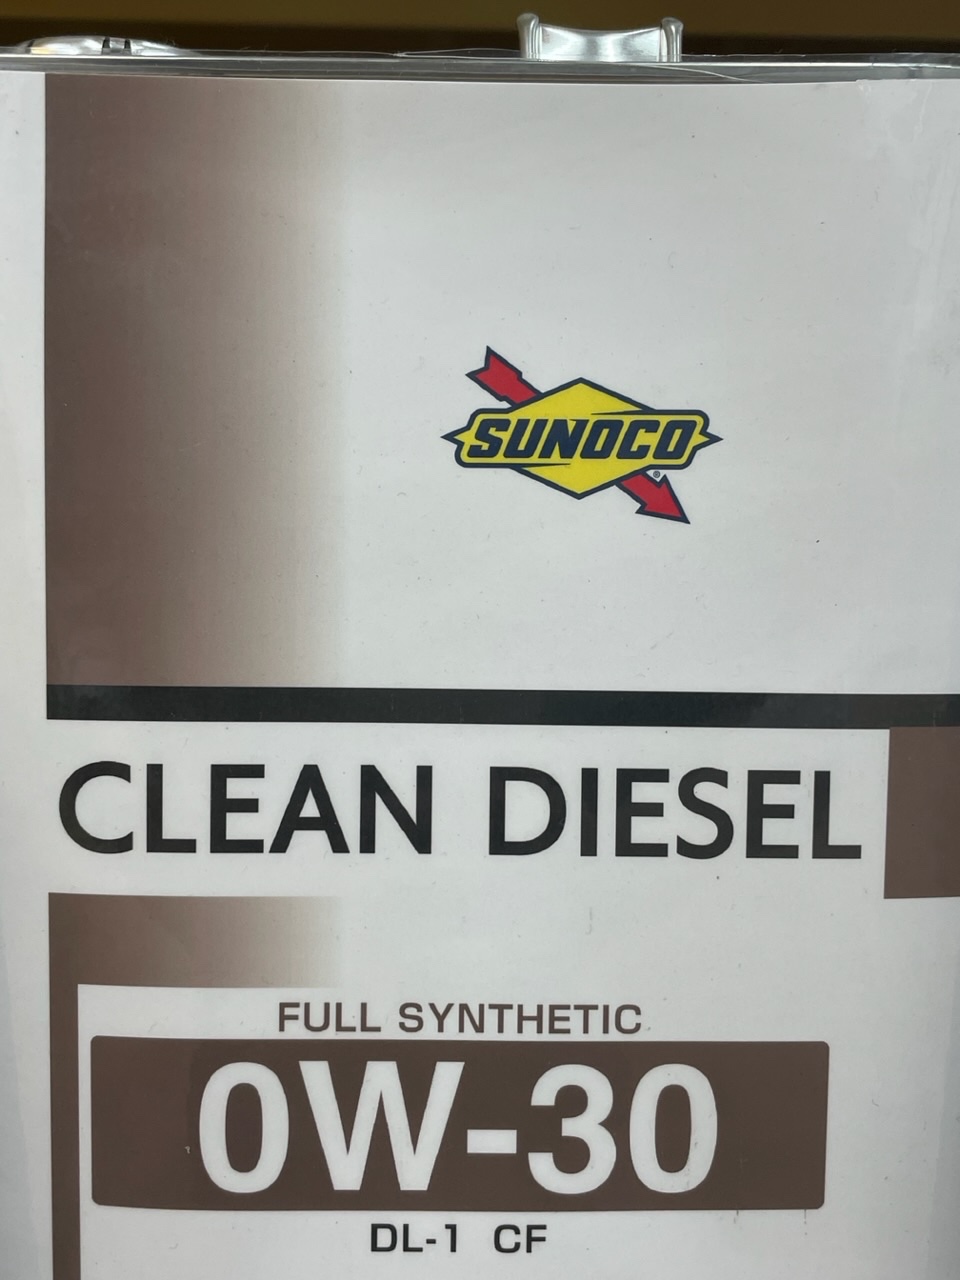 SUNOCO®
CLEAN DIESEL
FULL SYNTHETIC
0W-30
DL-1 CF